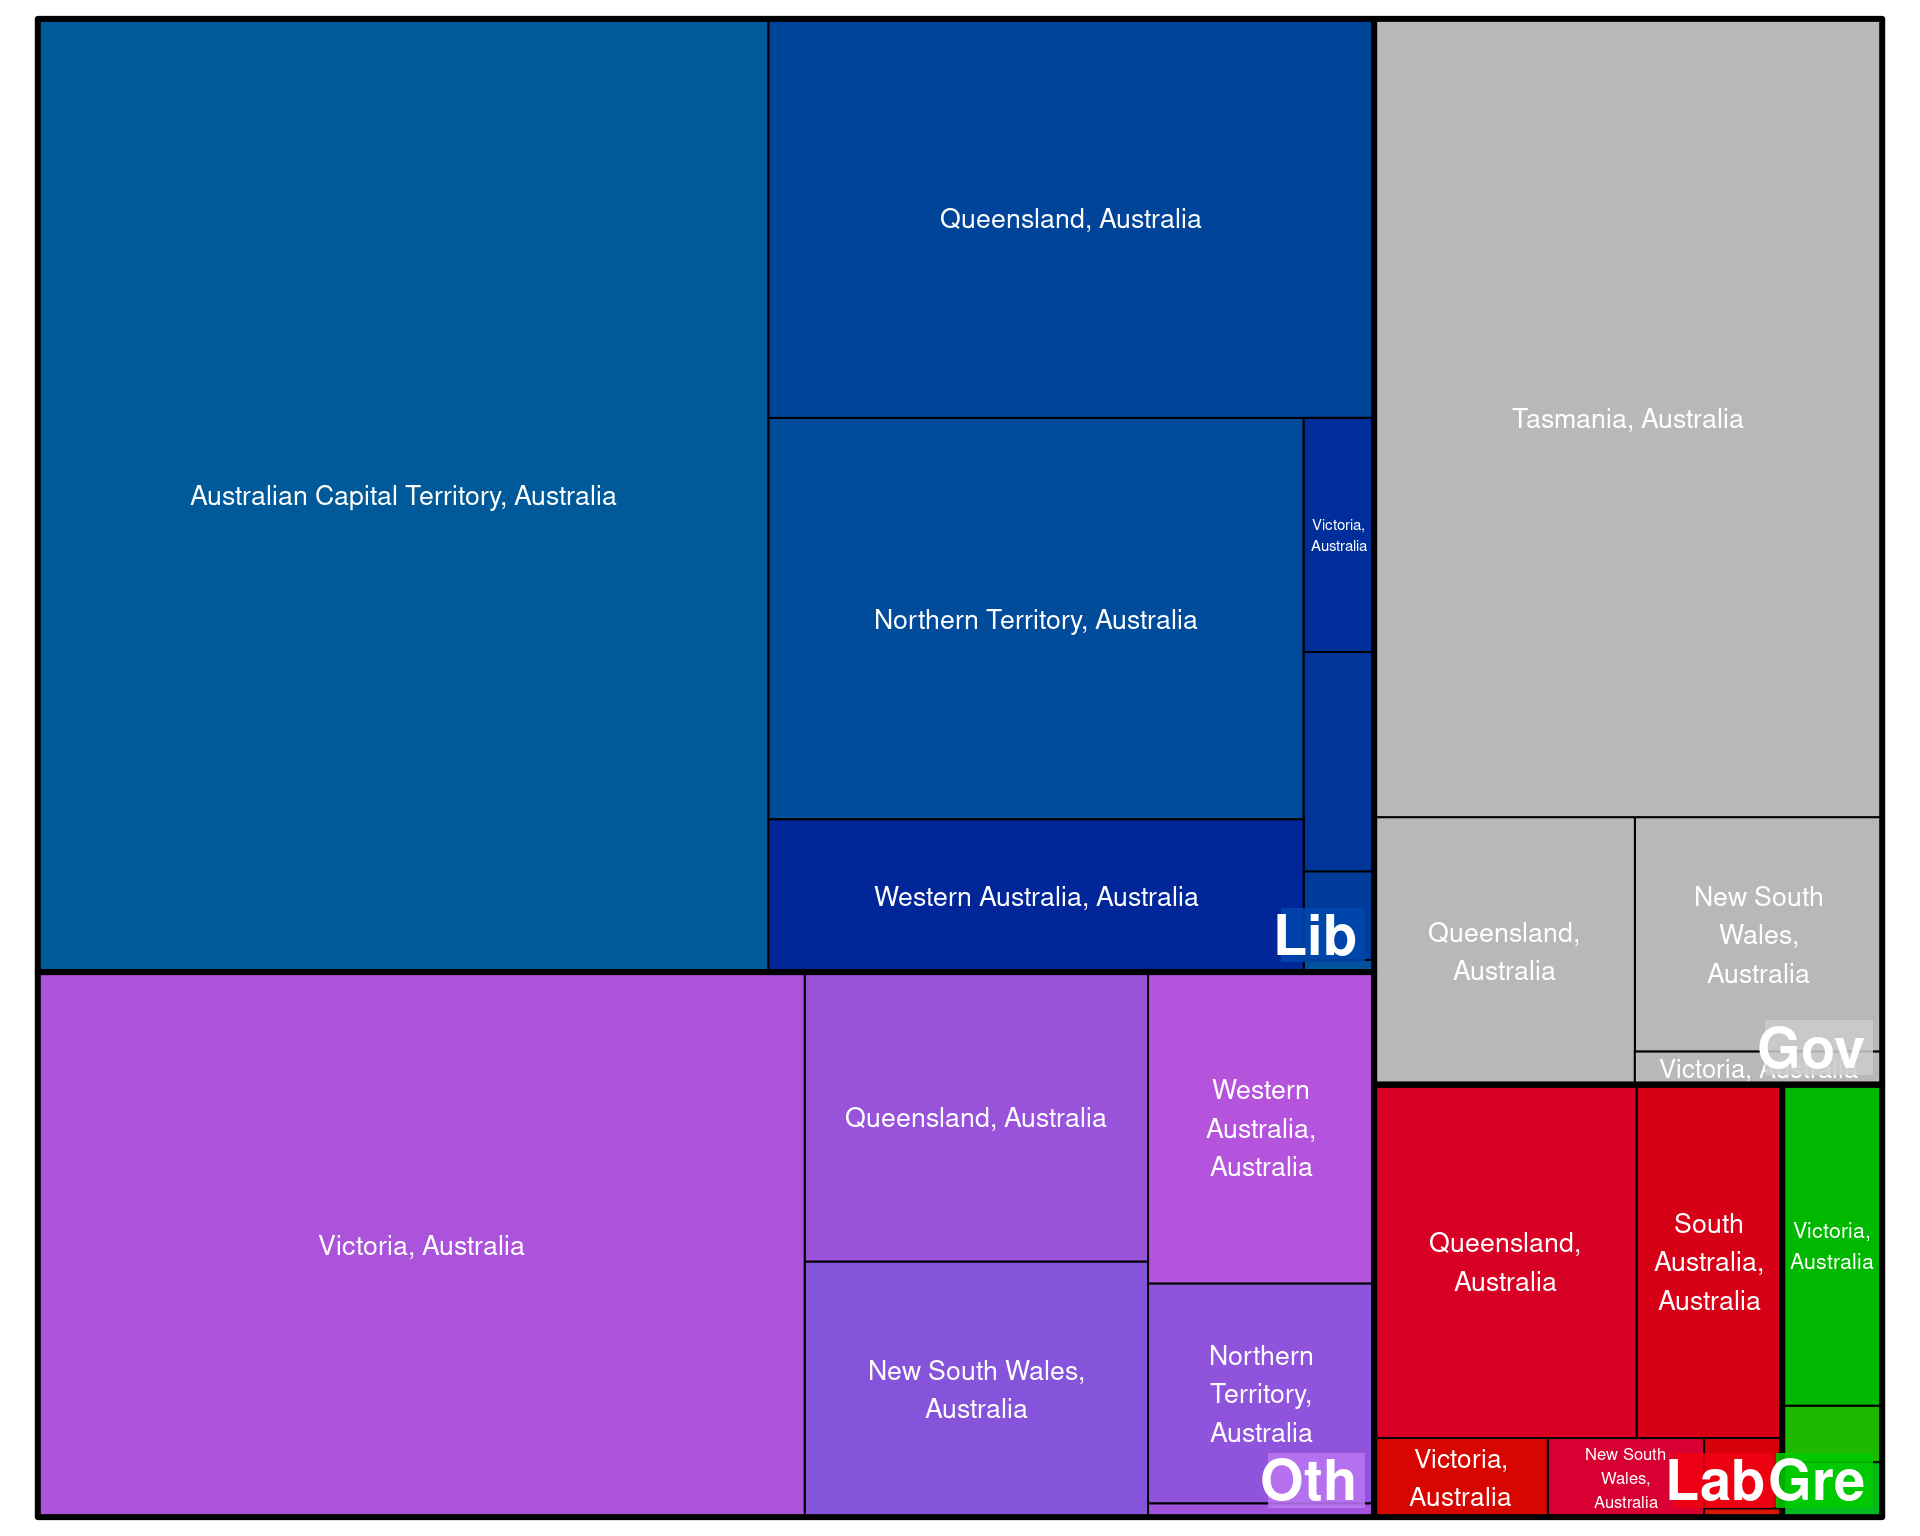 Australian Capital Territory, Australia
Queensland, Australia
Northern Territory, Australia
Victoria,
Australia
Western Australia, Australia
Lib
Tasmania, Australia
Queensland,
Australia
New South
Wales,
Australia
Victoria, Australia
Gov
Victoria, Australia
Queensland, Australia
New South Wales,
Australia
Western
Australia,
Australia
Northern
Territory,
Australia
Oth
Queensland,
Australia
South
Australia,
Australia
Victoria,
Australia
New South
Wales,
Australia
Lab
Victoria,
Australia
Gre